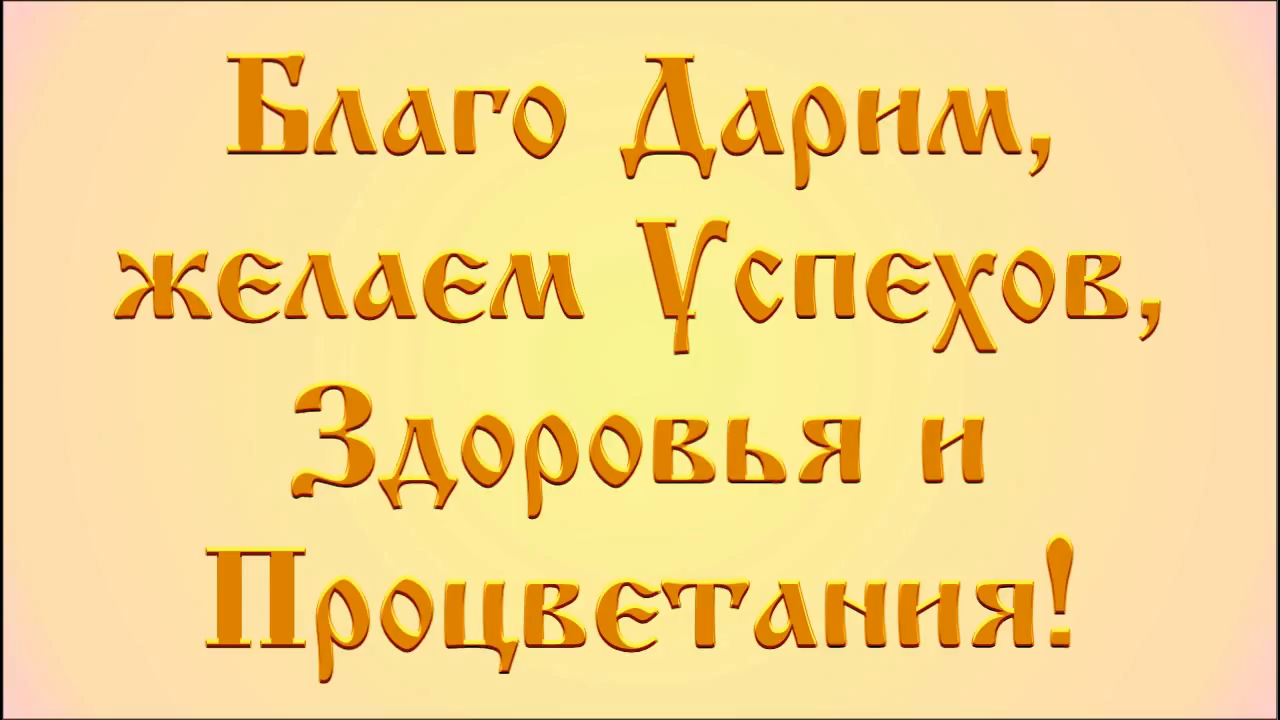 Благо Дарим,
желаем Успехов,
Здоровья и
Процветания!